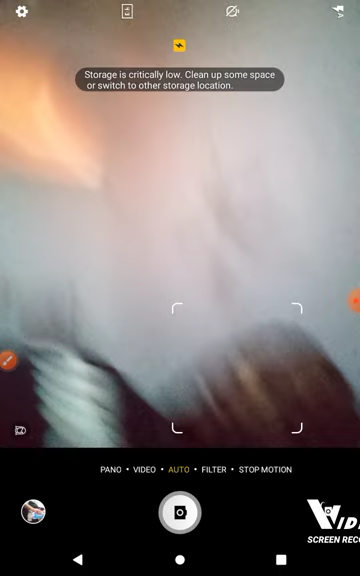 Storage is critically low. Clean up some space
or switch to other storage location.
PANO • VIDEO • AUTO • FILTER • STOP MOTION
SCREEN RECO